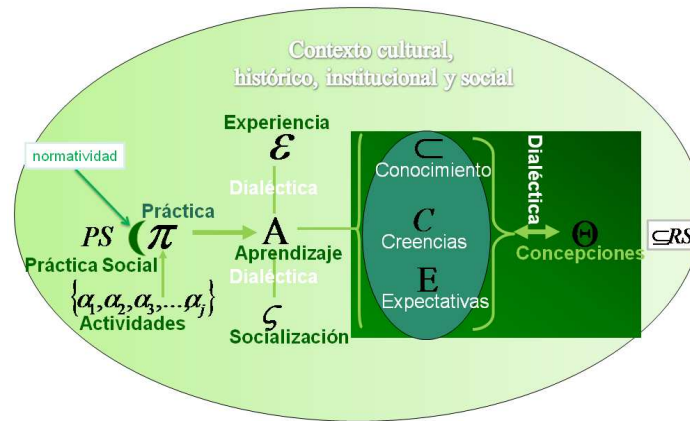 Contexto cultural,
histórico, institucional y social
normatividad
Experiencia
ε
Dialéctica
Práctica
PS ( π
Práctica Social
{α1, α2, α3, ..., αj}
Actividades
A
Aprendizaje
Dialéctica
ς
Socialización
⊂
Conocimiento
C
Creencias
E
Expectativas
Dialéctica
Θ
Concepciones
⊆RS